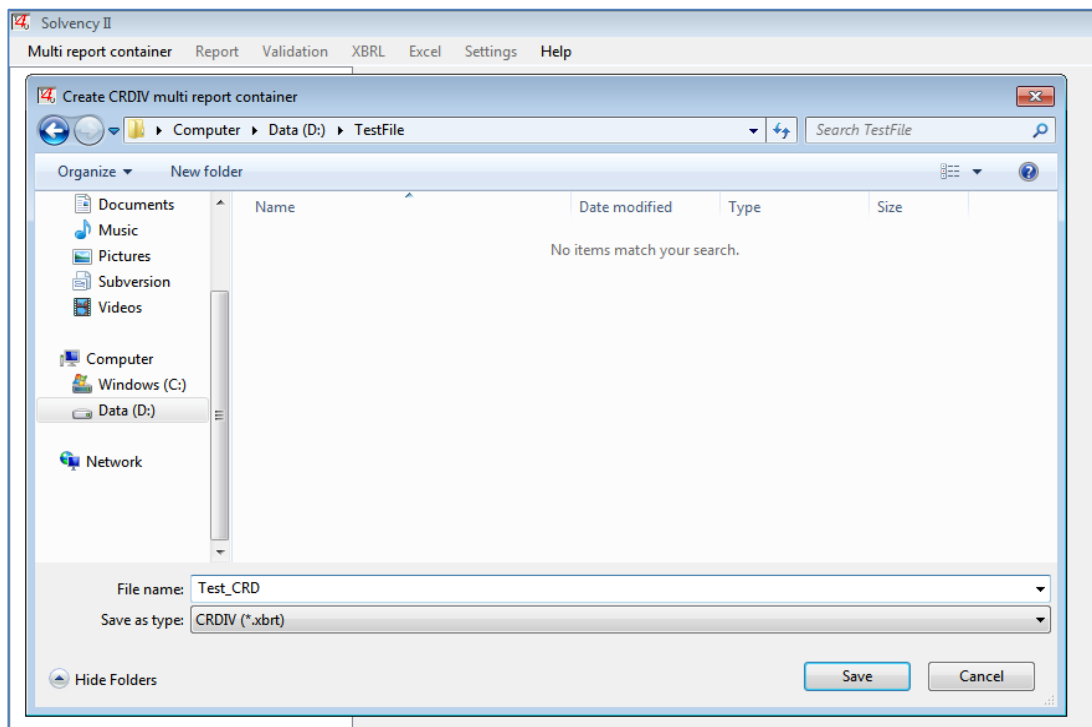 Solvency II
Multi report container Report Validation XBRL Excel Settings Help
Create CRDIV multi report container
Computer Data (D:) TestFile Search TestFile
Organize New folder
Documents Name Date modified Type Size
Music
No items match your search.
Pictures
Subversion
Videos
Computer
Windows (C:)
Data (D:)
Network
File name: Test_CRD
Save as type: CRDIV (*.xbrt)
Hide Folders Save Cancel